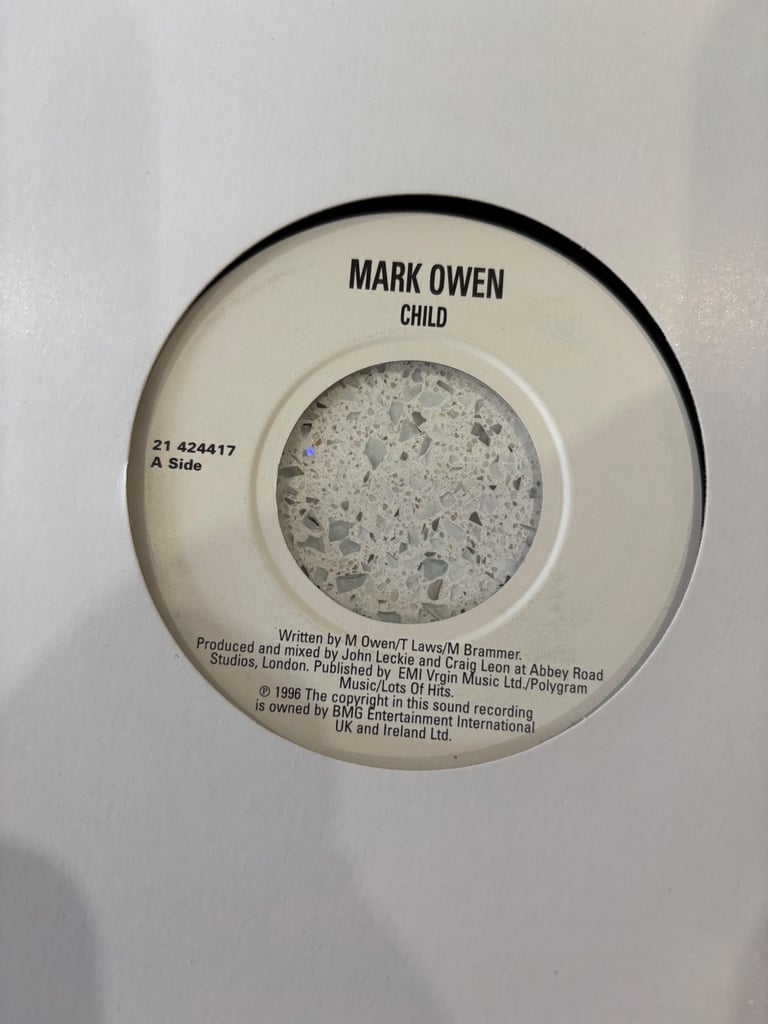 MARK OWEN
CHILD
21 424417
A Side
Written by M Owen/T Laws/M Brammer.
Produced and mixed by John Leckie and Craig Leon at Abbey Road
Studios, London. Published by EMI Vrgin Music Ltd./Polygram
Music/Lots Of Hits.
℗ 1996 The copyright in this sound recording
is owned by BMG Entertainment International
UK and Ireland Ltd.